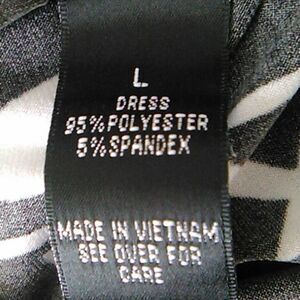 L
DRESS
95%POLYESTER
5%SPANDEX
MADE IN VIETNAM
SEE OVER FOR
CARE